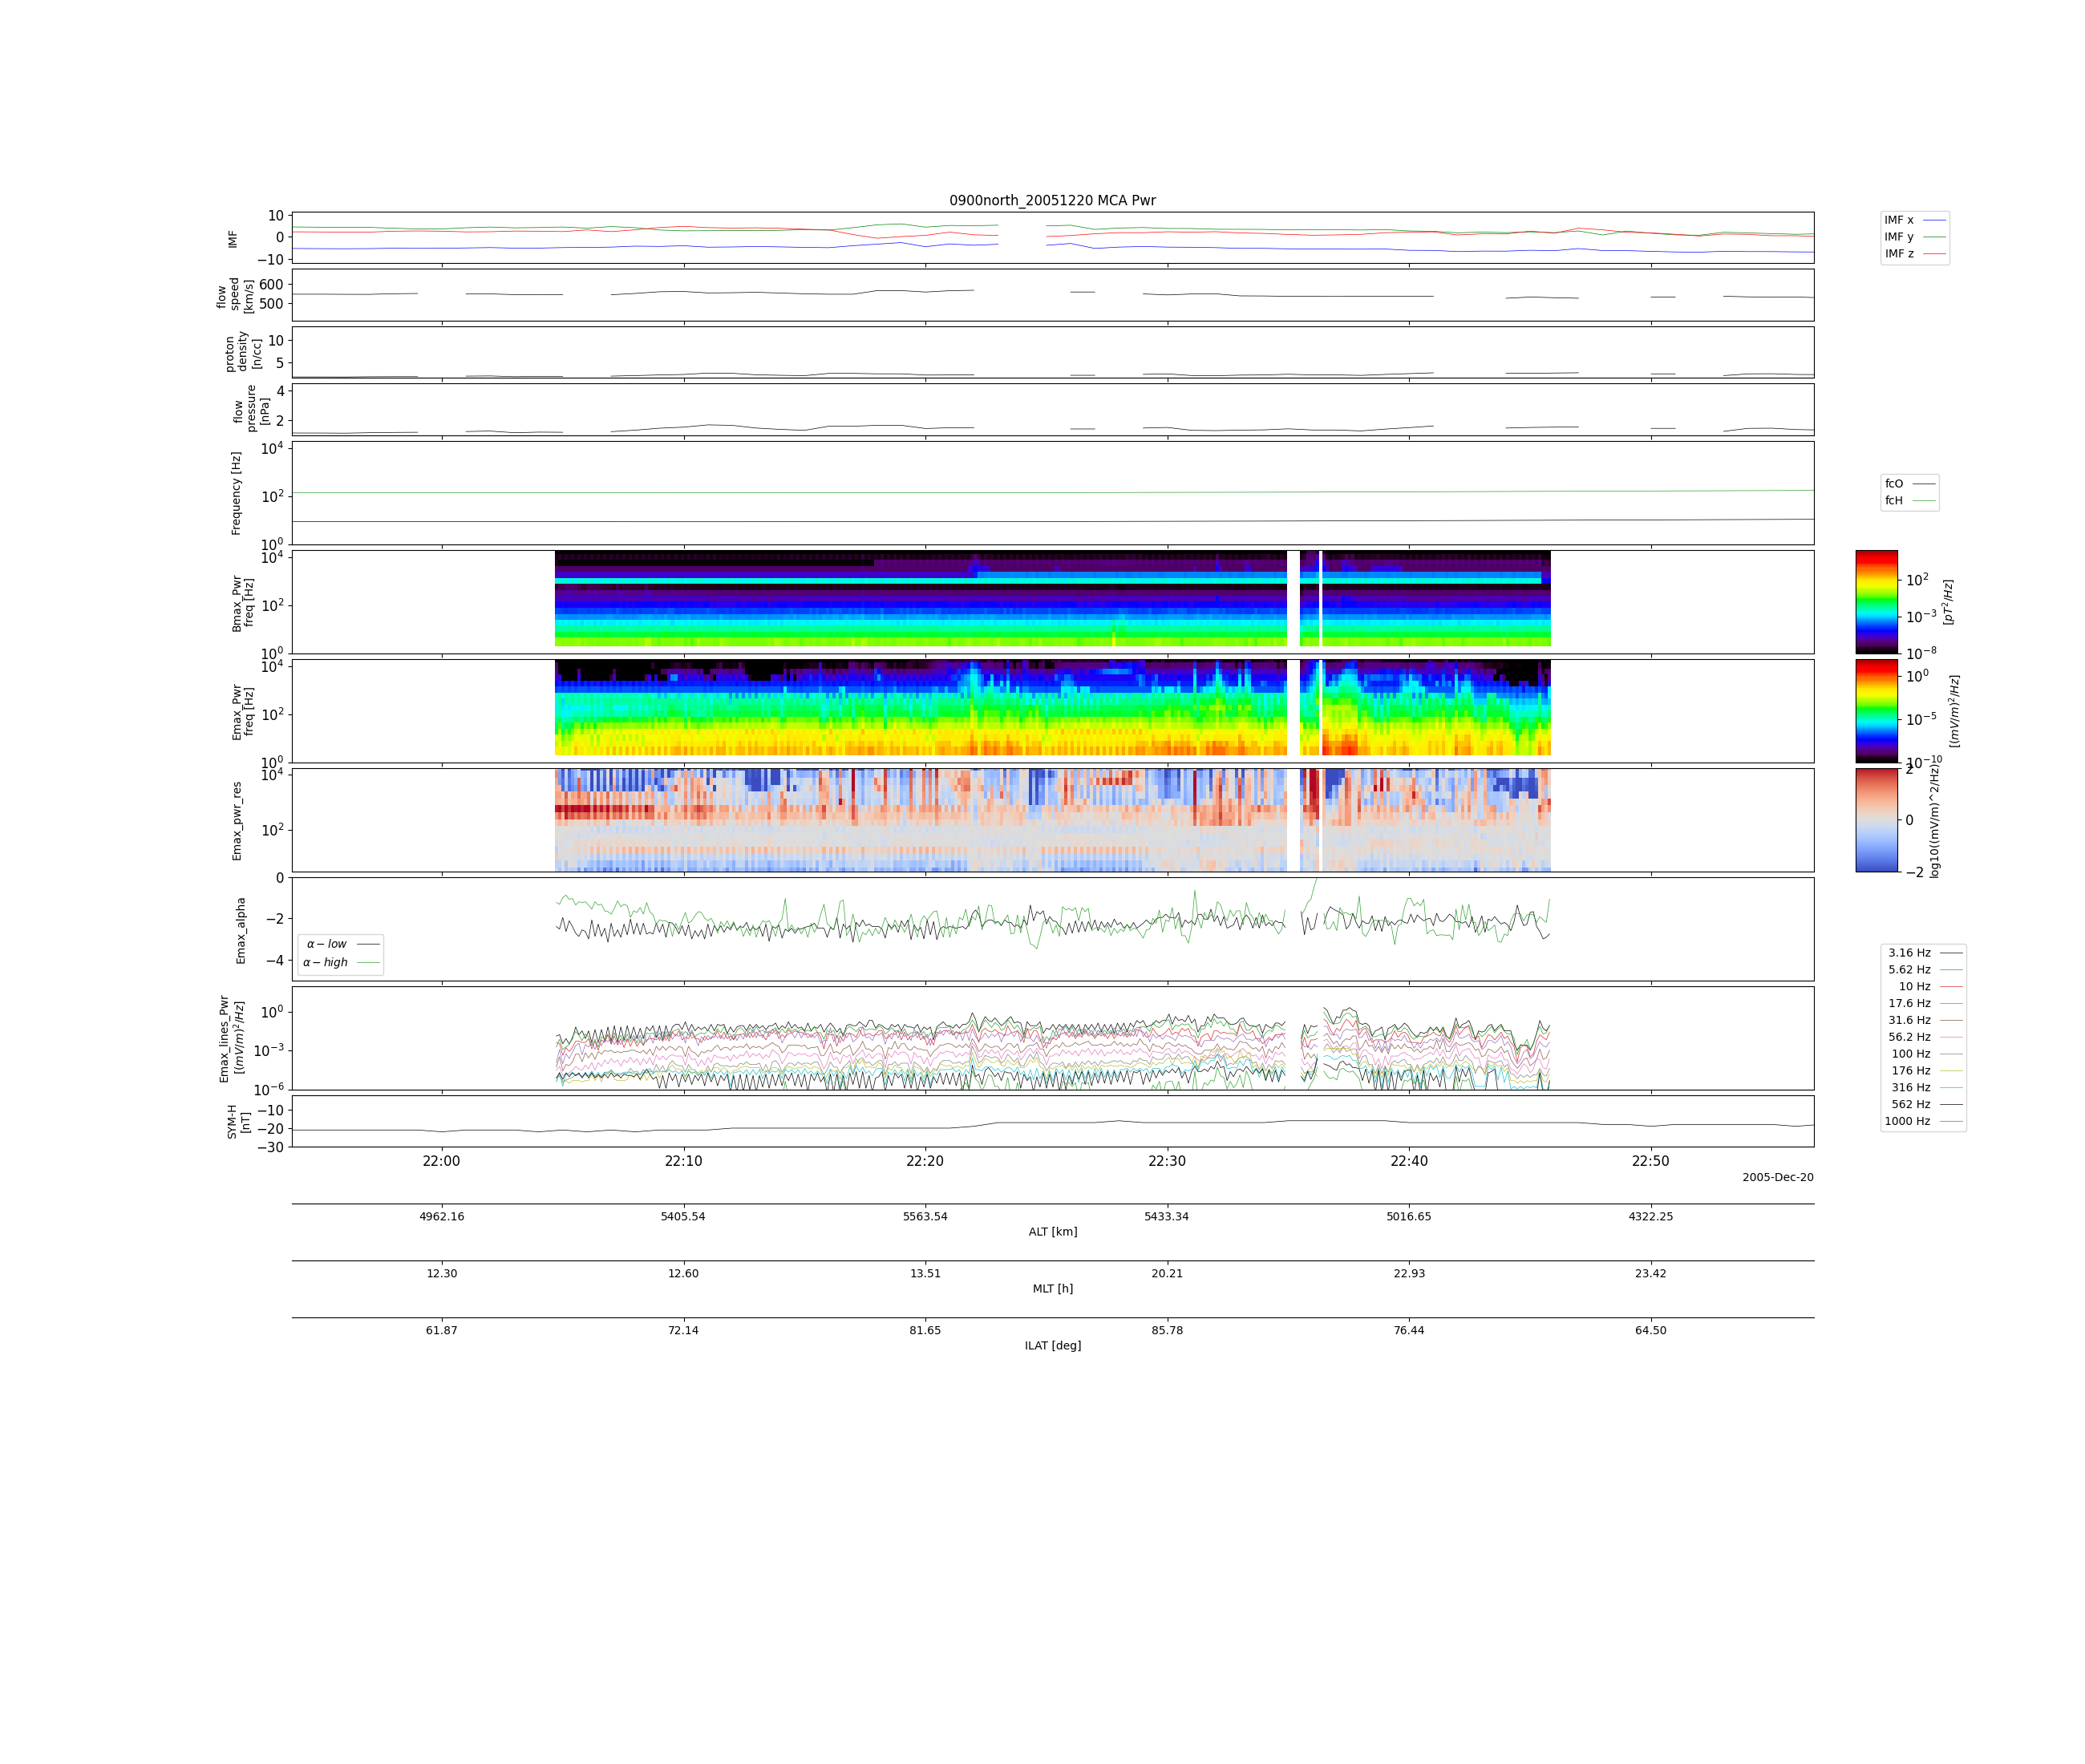 0900north_20051220 MCA Pwr
IMF
10
0
−10
IMF x
IMF y
IMF z
flow
speed
[km/s]
600
500
proton
density
[n/cc]
10
5
flow
pressure
[nPa]
4
2
Frequency [Hz]
10^4
10^2
10^0
fcO
fcH
Bmax_Pwr
freq [Hz]
10^4
10^2
10^0
10^2
10^−3
10^−8
[pT^2/Hz]
Emax_Pwr
freq [Hz]
10^4
10^2
10^0
10^0
10^−5
10^−10
[(mV/m)^2/Hz]
Emax_pwr_res
10^4
10^2
2
0
−2
log10((mV/m)^2/Hz)
Emax_alpha
0
−2
−4
α − low
α − high
Emax_lines_Pwr
[(mV/m)^2/Hz]
10^0
10^−3
10^−6
3.16 Hz
5.62 Hz
10 Hz
17.6 Hz
31.6 Hz
56.2 Hz
100 Hz
176 Hz
316 Hz
562 Hz
1000 Hz
SYM-H
[nT]
−10
−20
−30
22:00 22:10 22:20 22:30 22:40 22:50
2005-Dec-20
4962.16 5405.54 5563.54 5433.34 5016.65 4322.25
ALT [km]
12.30 12.60 13.51 20.21 22.93 23.42
MLT [h]
61.87 72.14 81.65 85.78 76.44 64.50
ILAT [deg]